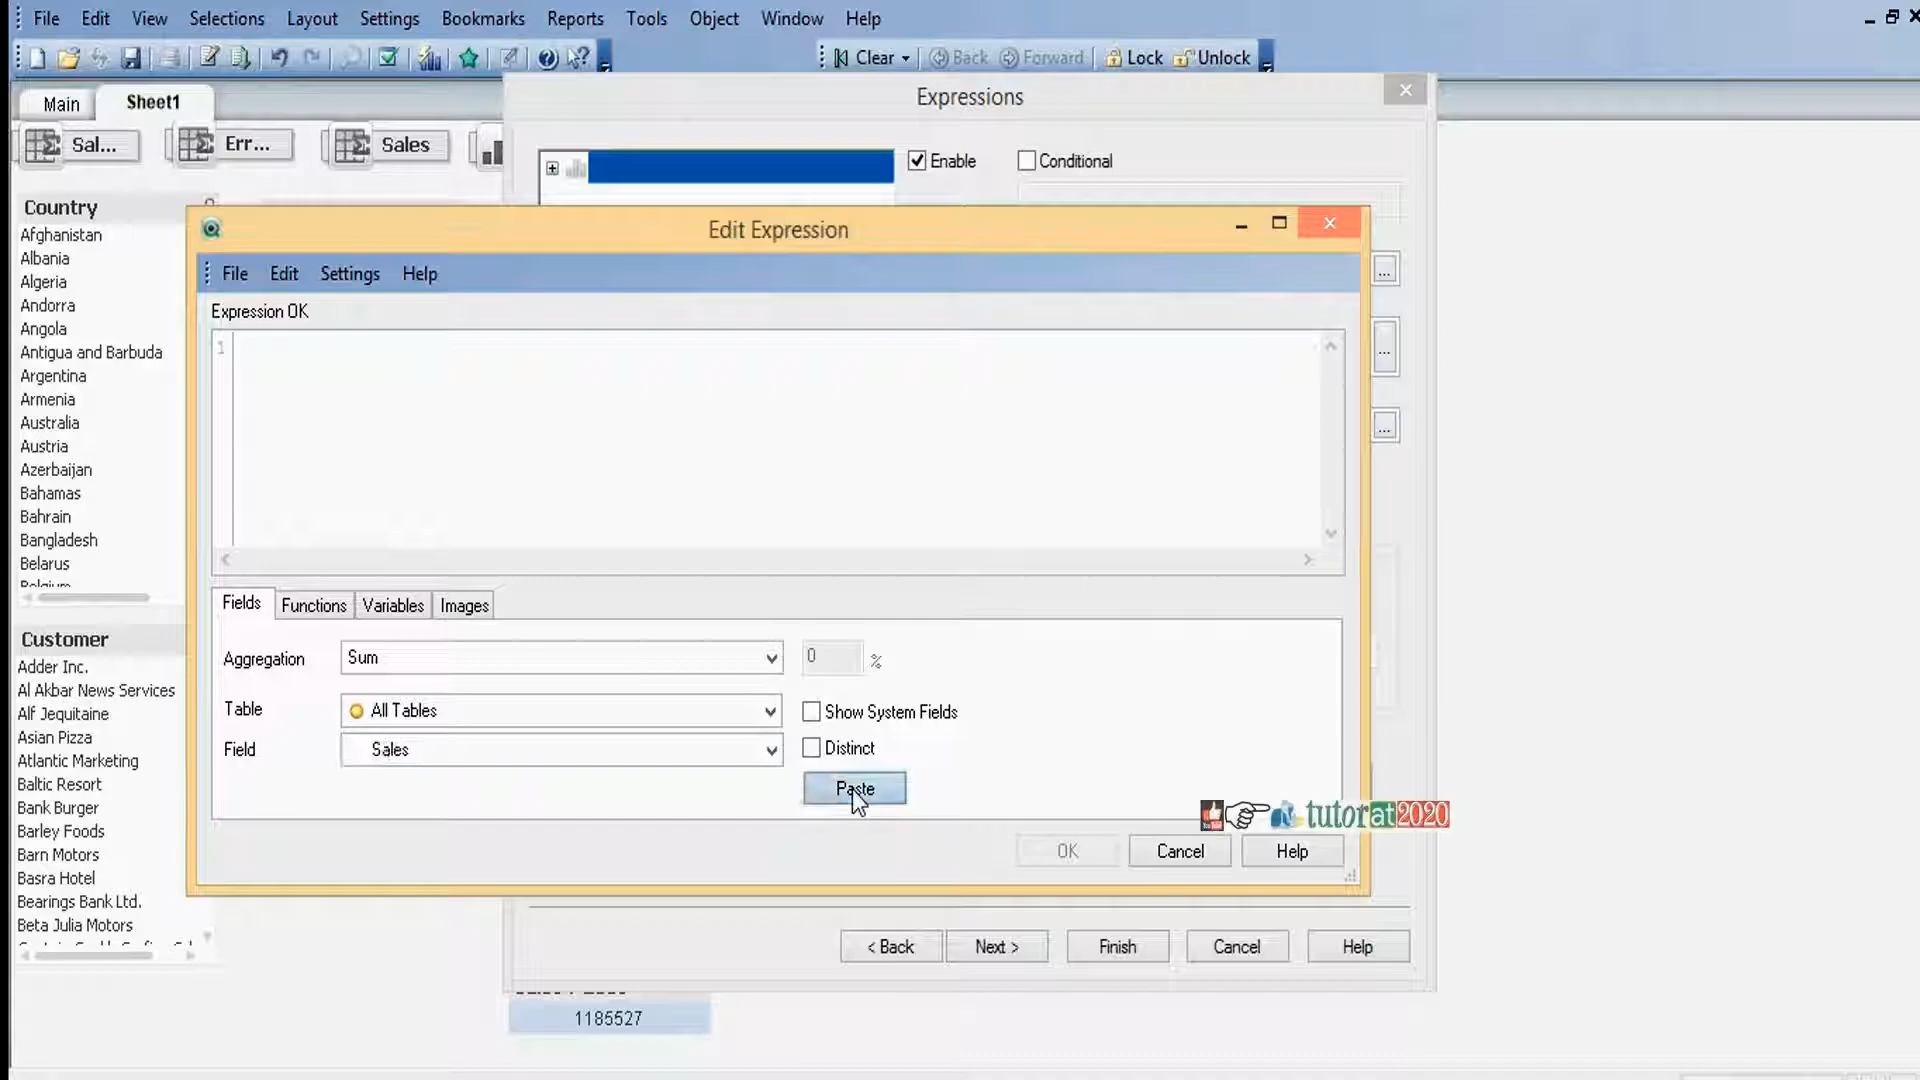 File Edit View Selections Layout Settings Bookmarks Reports Tools Object Window Help
Clear Back Forward Lock Unlock
Main Sheet1
Sal... Err... Sales
Expressions
Enable Conditional
Country
Afghanistan
Albania
Algeria
Andorra
Angola
Antigua and Barbuda
Argentina
Armenia
Australia
Austria
Azerbaijan
Bahamas
Bahrain
Bangladesh
Belarus
Belgium
Customer
Adder Inc.
Al Akbar News Services
Alf Jequitaine
Asian Pizza
Atlantic Marketing
Baltic Resort
Bank Burger
Barley Foods
Barn Motors
Basra Hotel
Bearings Bank Ltd.
Beta Julia Motors
Edit Expression
File Edit Settings Help
Expression OK
1
Fields Functions Variables Images
Aggregation Sum 0 %
Table All Tables Show System Fields
Field Sales Distinct
Paste
tutorat2020
OK Cancel Help
< Back Next > Finish Cancel Help
1185527